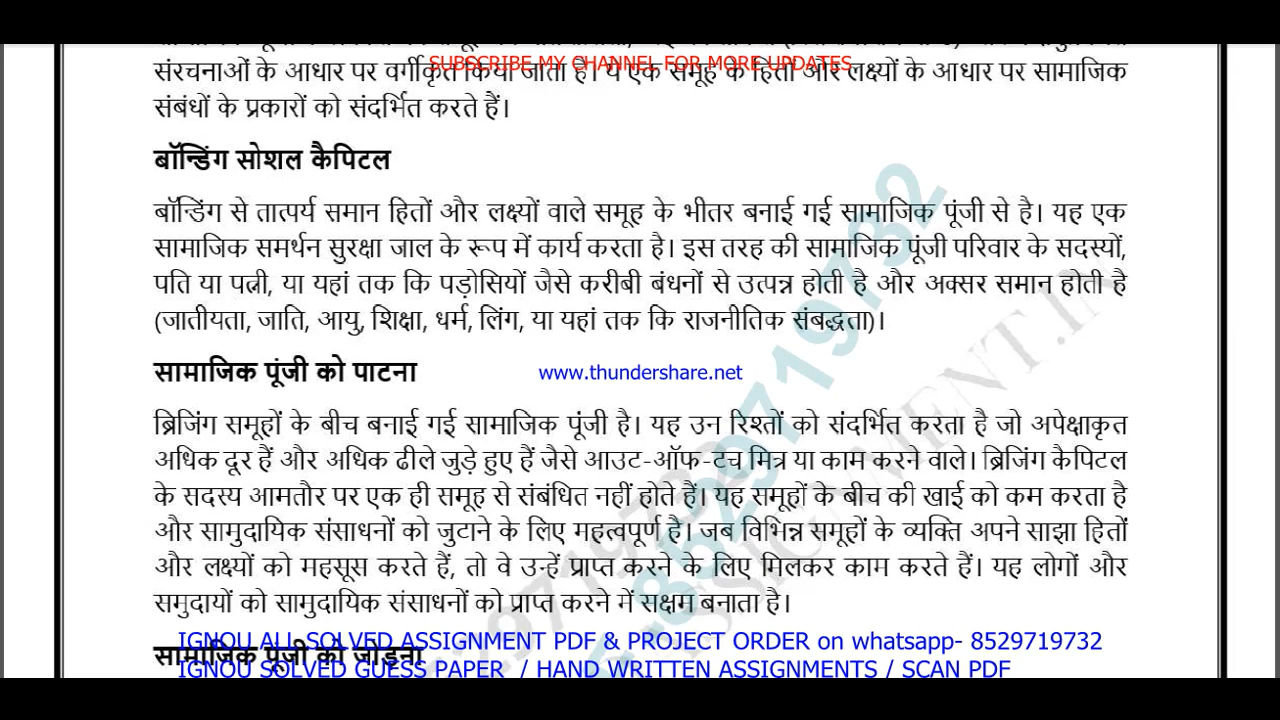 SUBSCRIBE MY CHANNEL FOR MORE UPDATES
संरचनाओं के आधार पर वर्गीकृत किया जाता है। ये एक समूह के हितों और लक्ष्यों के आधार पर सामाजिक
संबंधों के प्रकारों को संदर्भित करते हैं।
बॉन्डिंग सोशल कैपिटल
बॉन्डिंग से तात्पर्य समान हितों और लक्ष्यों वाले समूह के भीतर बनाई गई सामाजिक पूंजी से है। यह एक
सामाजिक समर्थन सुरक्षा जाल के रूप में कार्य करता है। इस तरह की सामाजिक पूंजी परिवार के सदस्यों,
पति या पत्नी, या यहां तक कि पड़ोसियों जैसे करीबी बंधनों से उत्पन्न होती है और अक्सर समान होती है
(जातीयता, जाति, आयु, शिक्षा, धर्म, लिंग, या यहां तक कि राजनीतिक संबद्धता)।
सामाजिक पूंजी को पाटना
www.thundershare.net
ब्रिजिंग समूहों के बीच बनाई गई सामाजिक पूंजी है। यह उन रिश्तों को संदर्भित करता है जो अपेक्षाकृत
अधिक दूर हैं और अधिक ढीले जुड़े हुए हैं जैसे आउट-ऑफ-टच मित्र या काम करने वाले। ब्रिजिंग कैपिटल
के सदस्य आमतौर पर एक ही समूह से संबंधित नहीं होते हैं। यह समूहों के बीच की खाई को कम करता है
और सामुदायिक संसाधनों को जुटाने के लिए महत्वपूर्ण है। जब विभिन्न समूहों के व्यक्ति अपने साझा हितों
और लक्ष्यों को महसूस करते हैं, तो वे उन्हें प्राप्त करने के लिए मिलकर काम करते हैं। यह लोगों और
समुदायों को सामुदायिक संसाधनों को प्राप्त करने में सक्षम बनाता है।
IGNOU ALL SOLVED ASSIGNMENT PDF & PROJECT ORDER on whatsapp- 8529719732
सामाजिक पूंजी को जोड़ना
IGNOU SOLVED GUESS PAPER / HAND WRITTEN ASSIGNMENTS / SCAN PDF
8529719732